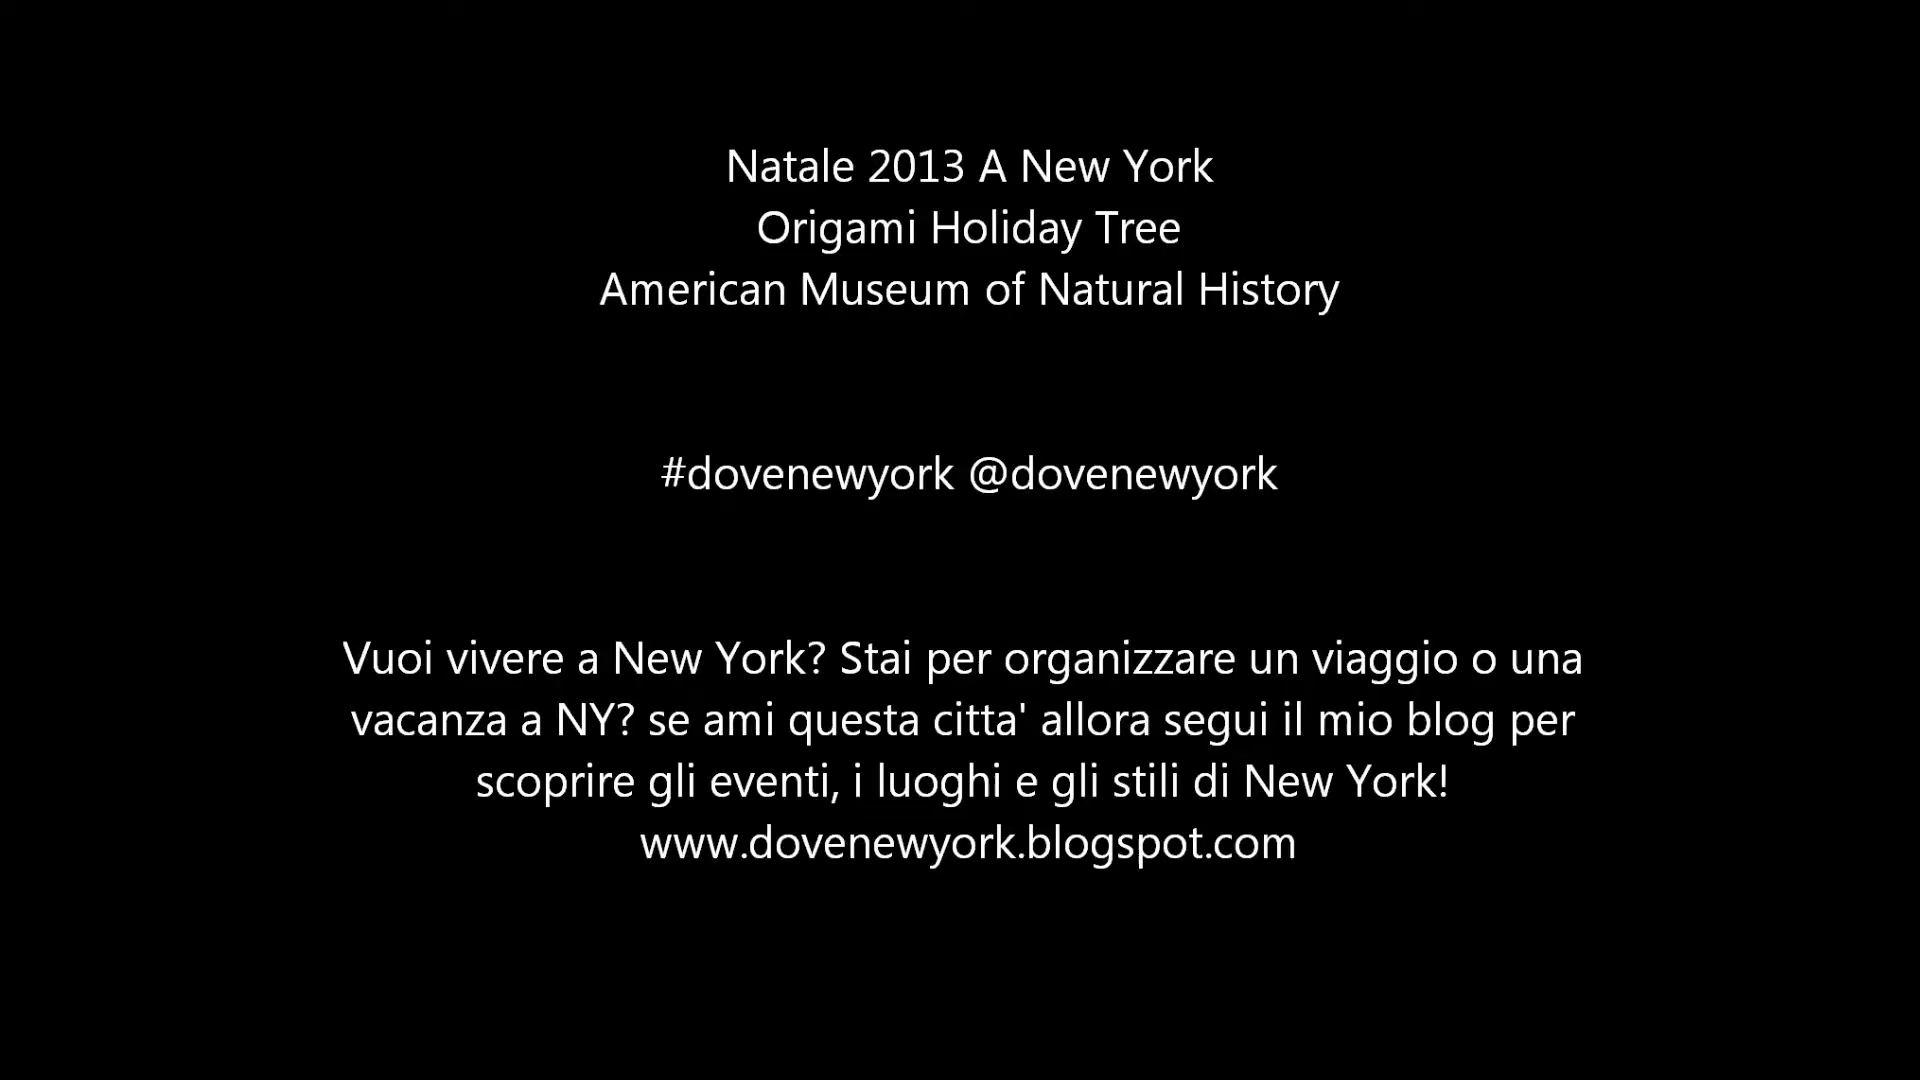 Natale 2013 A New York
Origami Holiday Tree
American Museum of Natural History
#dovenewyork @dovenewyork
Vuoi vivere a New York? Stai per organizzare un viaggio o una
vacanza a NY? se ami questa citta' allora segui il mio blog per
scoprire gli eventi, i luoghi e gli stili di New York!
www.dovenewyork.blogspot.com